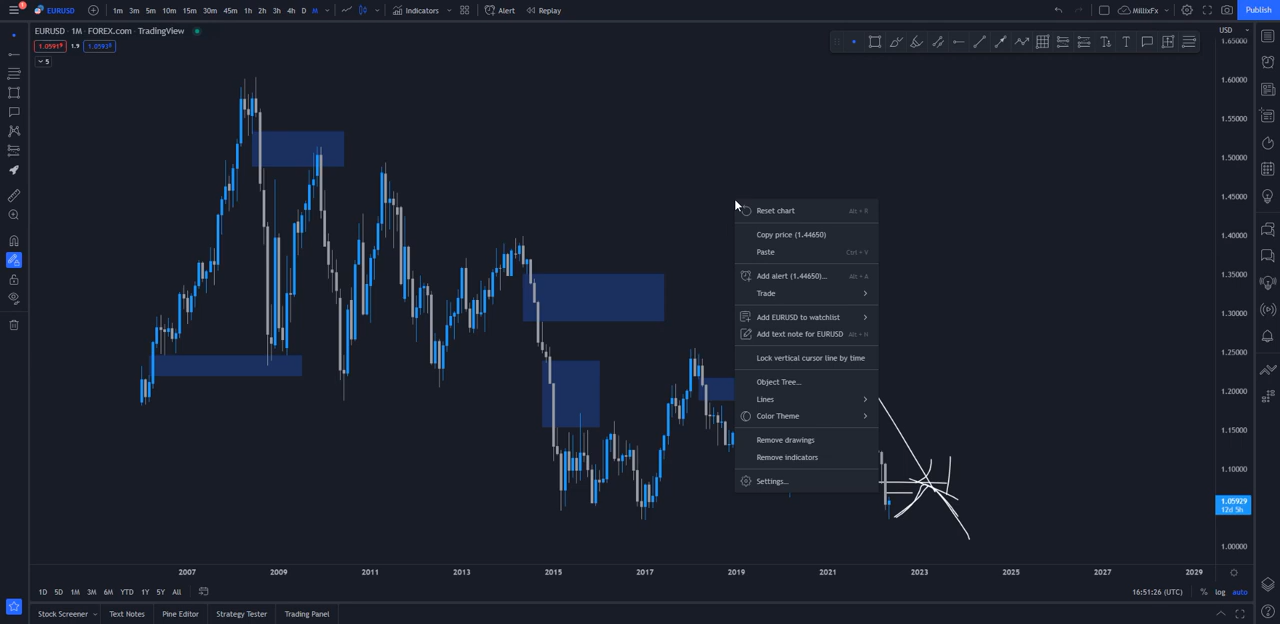 EURUSD 1m 3m 5m 10m 15m 30m 45m 1h 2h 3h 4h D M Indicators Alert Replay MillixFx Publish
EURUSD · 1M · FOREX.com · TradingView
1.05919 1.9 1.05938
5
USD
1.65000
1.60000
1.55000
1.50000
1.45000
1.40000
1.35000
1.30000
1.25000
1.20000
1.15000
1.10000
1.05929
12d 5h
1.00000
Reset chart Alt + R
Copy price (1.44650)
Paste Ctrl + V
Add alert (1.44650)... Alt + A
Trade
Add EURUSD to watchlist
Add text note for EURUSD Alt + N
Lock vertical cursor line by time
Object Tree...
Lines
Color Theme
Remove drawings
Remove indicators
Settings...
2007 2009 2011 2013 2015 2017 2019 2021 2023 2025 2027 2029
1D 5D 1M 3M 6M YTD 1Y 5Y All 16:51:26 (UTC) % log auto
Stock Screener Text Notes Pine Editor Strategy Tester Trading Panel